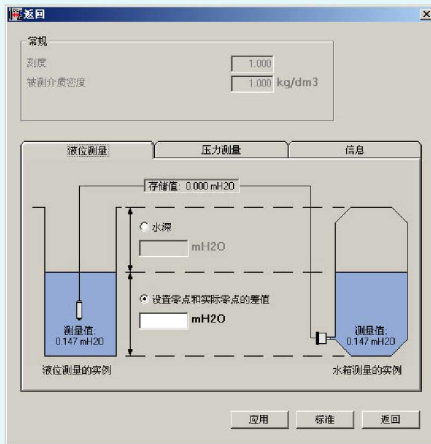 返回
常规
刻度 1.000
被测介质密度 1.000 kg/dm3
液位测量 压力测量 信息
存储值: 0.000 mH2O
水深
mH2O
设置零点和实际零点的差值
mH2O
测量值: 测量值:
0.147 mH2O 0.147 mH2O
液位测量的实例 水箱测量的实例
应用 标准 返回